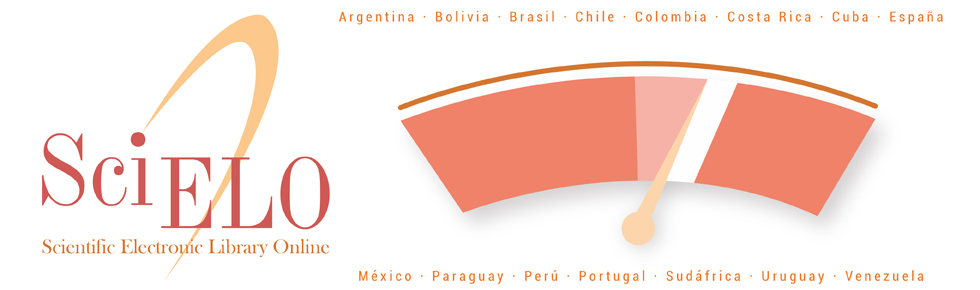 Argentina · Bolivia · Brasil · Chile · Colombia · Costa Rica · Cuba · España
SciELO
Scientific Electronic Library Online
México · Paraguay · Perú · Portugal · Sudáfrica · Uruguay · Venezuela